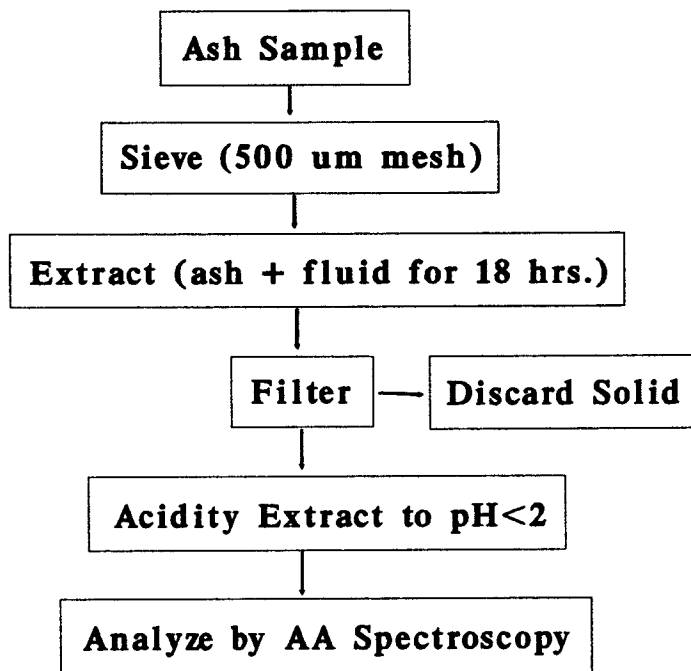 Ash Sample
Sieve (500 um mesh)
Extract (ash + fluid for 18 hrs.)
Filter
Discard Solid
Acidity Extract to pH<2
Analyze by AA Spectroscopy